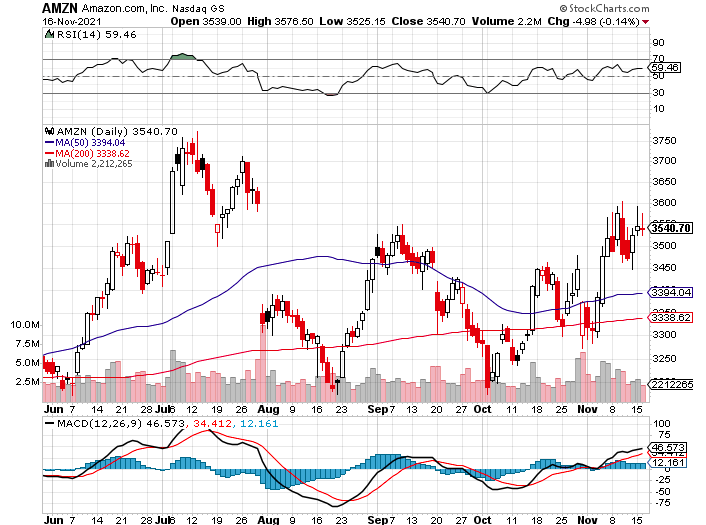 AMZN Amazon.com, Inc. Nasdaq GS © StockCharts.com
16-Nov-2021 Open 3539.00 High 3576.50 Low 3525.15 Close 3540.70 Volume 2.2M Chg -4.98 (-0.14%)
RSI(14) 59.46
90
70
59.46
50
30
10
AMZN (Daily) 3540.70
MA(50) 3394.04
MA(200) 3338.62
Volume 2,212,265
3750
3700
3650
3600
3540.70
3500
3450
3394.04
3338.62
3300
3250
2212265
10.0M
7.5M
5.0M
2.5M
Jun 7 14 21 28 Jul 6 12 19 26 Aug 9 16 23 Sep 7 13 20 27 Oct 11 18 25 Nov 8 15
MACD(12,26,9) 46.573, 34.412, 12.161
100
75
46.573
34.412
12.161
-25
-50
-75
Jun 7 14 21 28 Jul 6 12 19 26 Aug 9 16 23 Sep 7 13 20 27 Oct 11 18 25 Nov 8 15